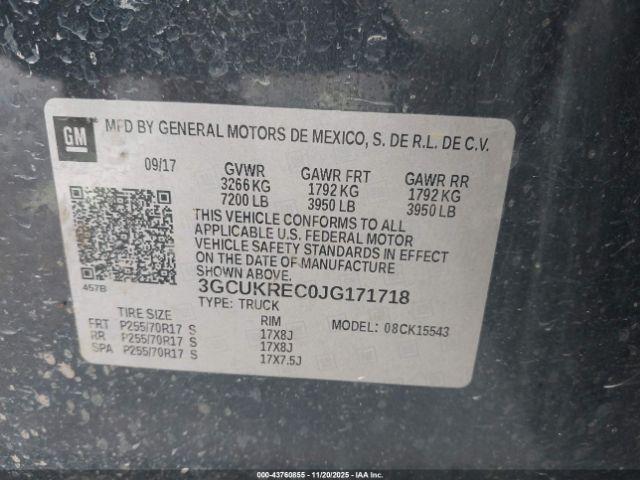 GM MFD BY GENERAL MOTORS DE MEXICO, S. DE R.L. DE C.V.
09/17 GVWR GAWR FRT GAWR RR
3266 KG 1792 KG 1792 KG
7200 LB 3950 LB 3950 LB
THIS VEHICLE CONFORMS TO ALL
APPLICABLE U.S. FEDERAL MOTOR
VEHICLE SAFETY STANDARDS IN EFFECT
ON THE DATE OF MANUFACTURE
SHOWN ABOVE.
457B
3GCUKREC0JG171718
TYPE: TRUCK
TIRE SIZE RIM MODEL: 08CK15543
FRT P255/70R17 S 17X8J
RR P255/70R17 S 17X8J
SPA P255/70R17 S 17X7.5J
000-43760855 - 11/20/2025 - IAAI.COM